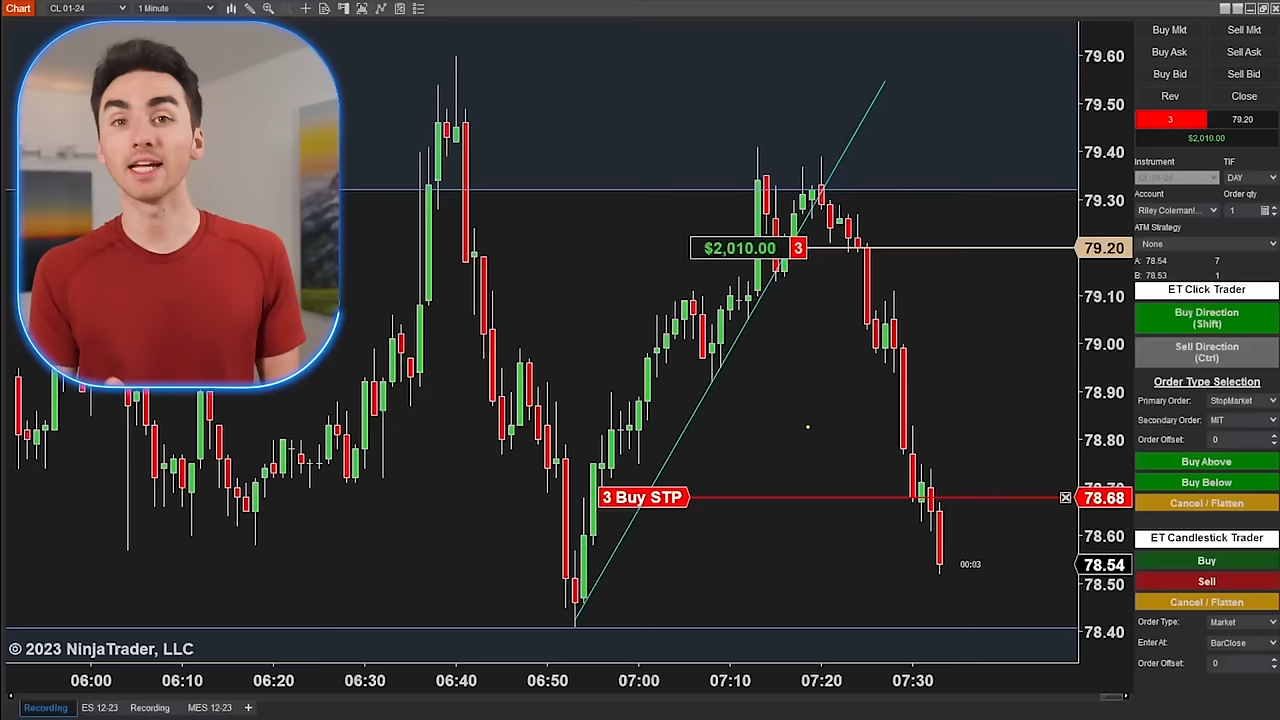 Chart CL 01-24 1 Minute
79.60
79.50
79.40
79.30
$2,010.00 3
79.20
79.10
79.00
78.90
78.80
3 Buy STP
78.68
78.60
78.54
00:03
78.50
78.40
© 2023 NinjaTrader, LLC
06:00 06:10 06:20 06:30 06:40 06:50 07:00 07:10 07:20 07:30
Recording ES 12-23 Recording MES 12-23 +
Buy Mkt Sell Mkt
Buy Ask Sell Ask
Buy Bid Sell Bid
Rev Close
3 79.20
$2,010.00
Instrument TIF
CL 01-24 DAY
Account Order qty
Riley Colemanl... 1
ATM Strategy
None
A: 78.54 7
B: 78.53 1
ET Click Trader
Buy Direction
(Shift)
Sell Direction
(Ctrl)
Order Type Selection
Primary Order: StopMarket
Secondary Order: MIT
Order Offset: 0
Buy Above
Buy Below
Cancel / Flatten
ET Candlestick Trader
Buy
Sell
Cancel / Flatten
Order Type: Market
Enter At: BarClose
Order Offset: 0